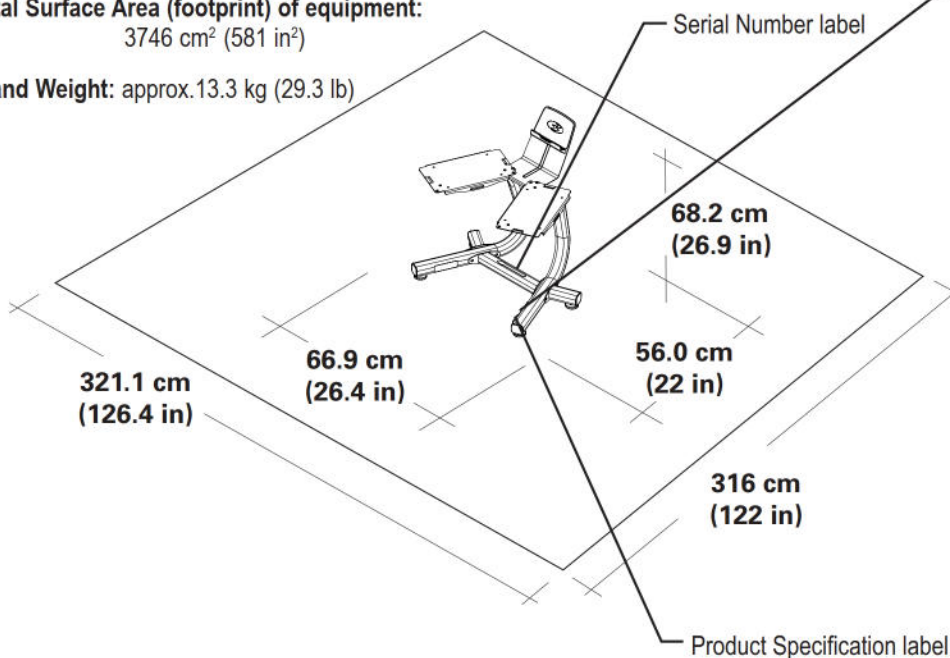 tal Surface Area (footprint) of equipment:
3746 cm² (581 in²)
Serial Number label
and Weight: approx.13.3 kg (29.3 lb)
68.2 cm
(26.9 in)
66.9 cm
(26.4 in)
56.0 cm
(22 in)
321.1 cm
(126.4 in)
316 cm
(122 in)
Product Specification label